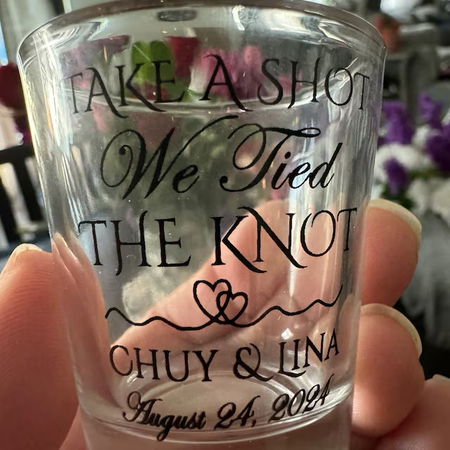 TAKE A SHOT
We Tied
THE KNOT
CHUY & LINA
August 24, 2024